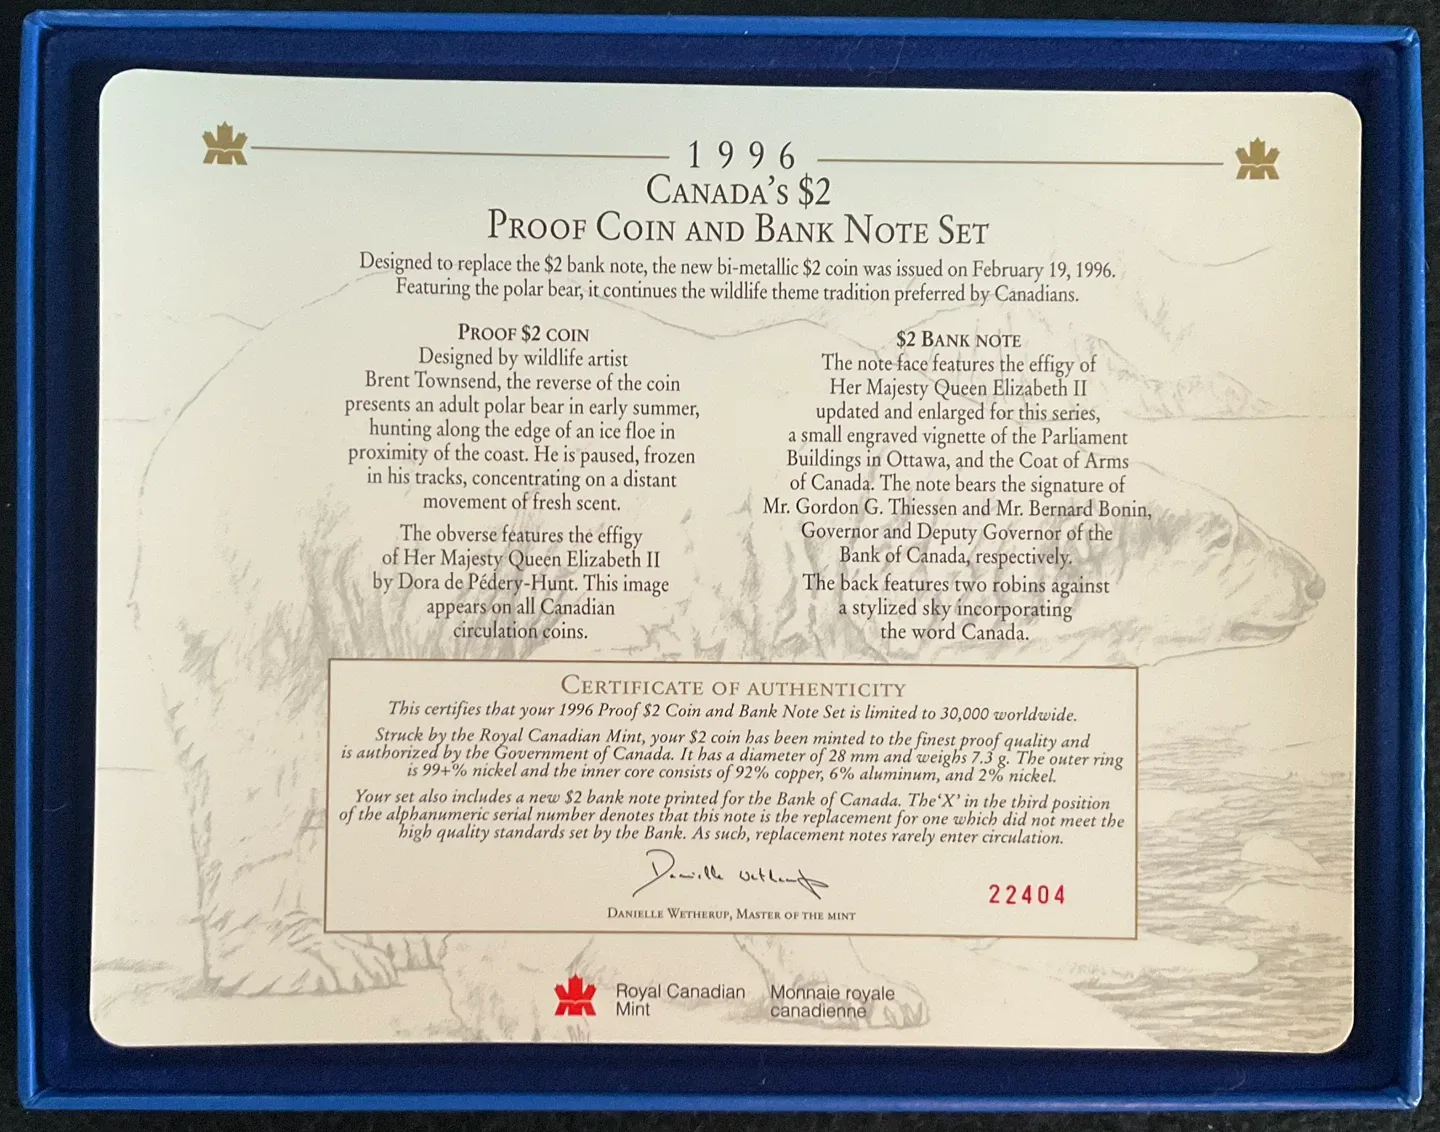 1996
CANADA'S $2
PROOF COIN AND BANK NOTE SET
Designed to replace the $2 bank note, the new bi-metallic $2 coin was issued on February 19, 1996.
Featuring the polar bear, it continues the wildlife theme tradition preferred by Canadians.
PROOF $2 COIN
Designed by wildlife artist
Brent Townsend, the reverse of the coin
presents an adult polar bear in early summer,
hunting along the edge of an ice floe in
proximity of the coast. He is paused, frozen
in his tracks, concentrating on a distant
movement of fresh scent.
The obverse features the effigy
of Her Majesty Queen Elizabeth II
by Dora de Pédery-Hunt. This image
appears on all Canadian
circulation coins.
$2 BANK NOTE
The note face features the effigy of
Her Majesty Queen Elizabeth II
updated and enlarged for this series,
a small engraved vignette of the Parliament
Buildings in Ottawa, and the Coat of Arms
of Canada. The note bears the signature of
Mr. Gordon G. Thiessen and Mr. Bernard Bonin,
Governor and Deputy Governor of the
Bank of Canada, respectively.
The back features two robins against
a stylized sky incorporating
the word Canada.
CERTIFICATE OF AUTHENTICITY
This certifies that your 1996 Proof $2 Coin and Bank Note Set is limited to 30,000 worldwide.
Struck by the Royal Canadian Mint, your $2 coin has been minted to the finest proof quality and
is authorized by the Government of Canada. It has a diameter of 28 mm and weighs 7.3 g. The outer ring
is 99+% nickel and the inner core consists of 92% copper, 6% aluminum, and 2% nickel.
Your set also includes a new $2 bank note printed for the Bank of Canada. The 'X' in the third position
of the alphanumeric serial number denotes that this note is the replacement for one which did not meet the
high quality standards set by the Bank. As such, replacement notes rarely enter circulation.
Danielle Wetherup
22404
DANIELLE WETHERUP, MASTER OF THE MINT
Royal Canadian Mint
Monnaie royale canadienne